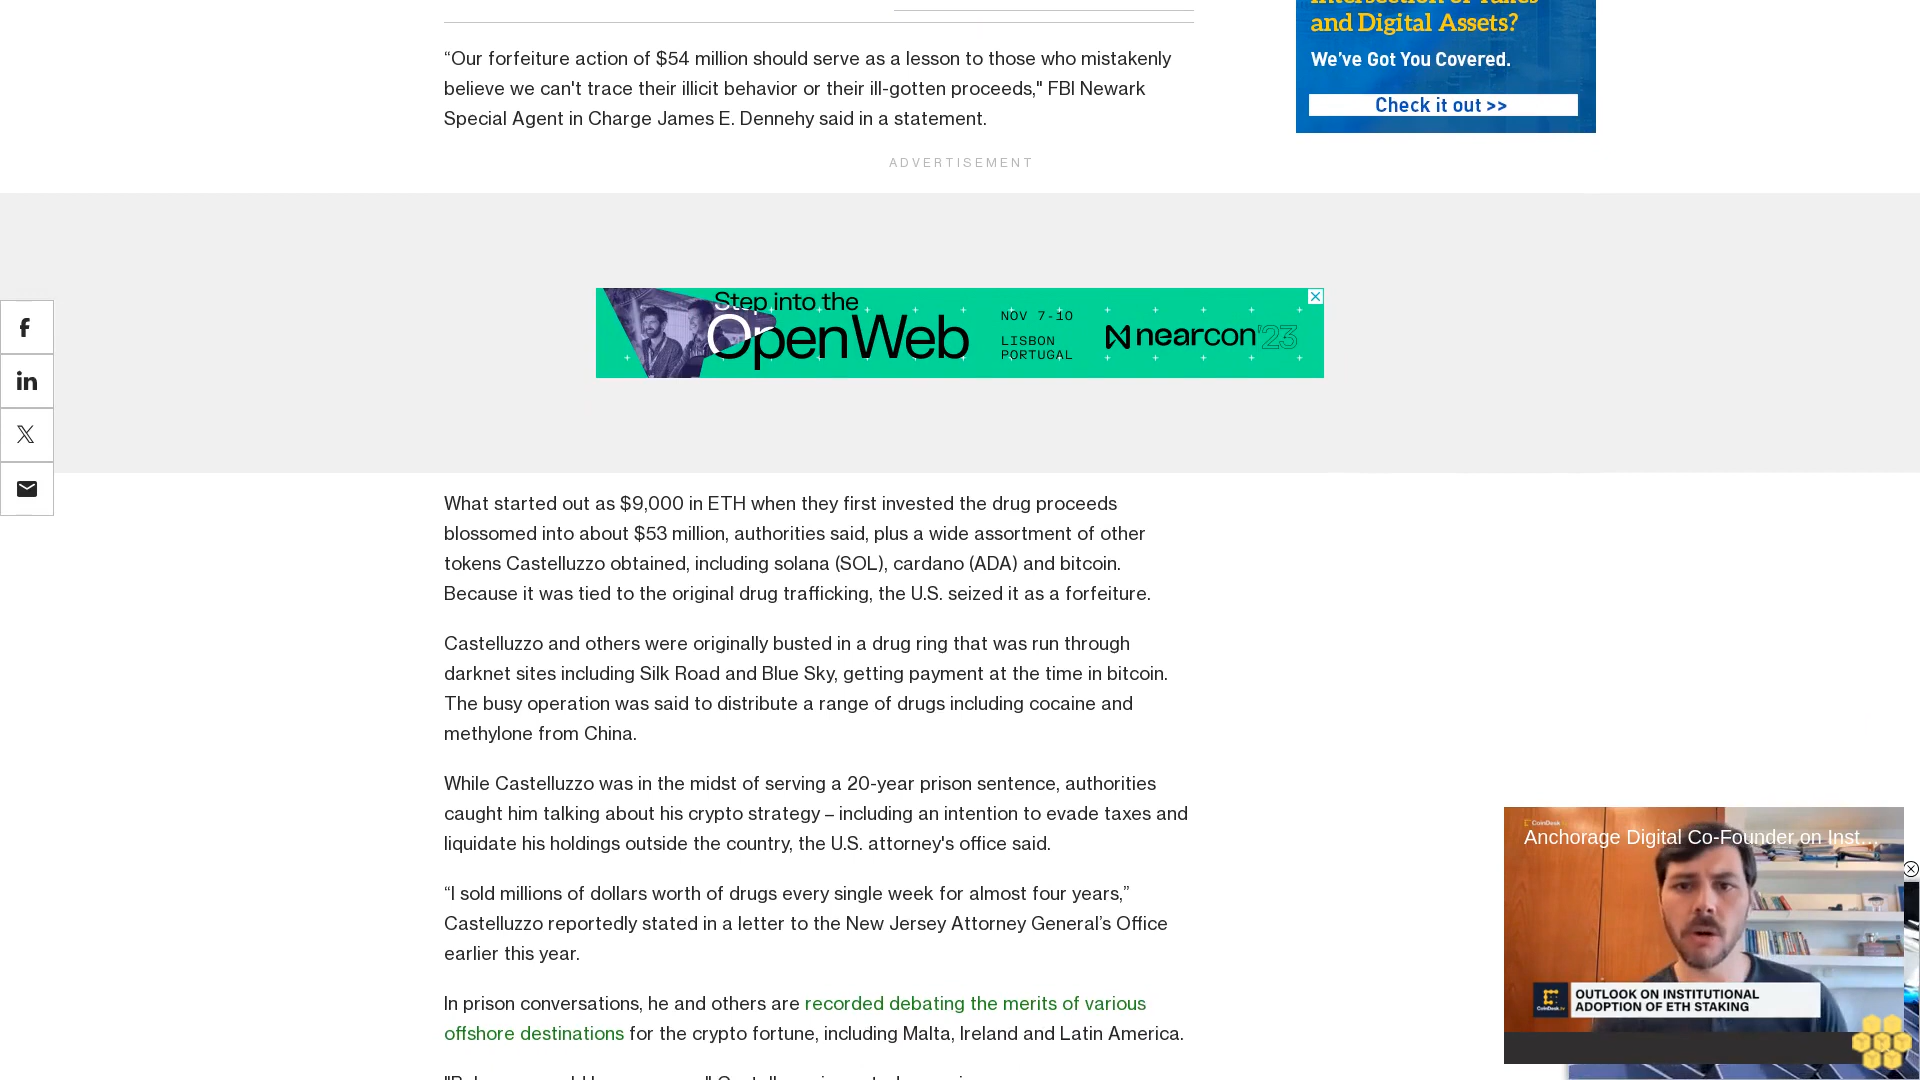 and Digital Assets?
We've Got You Covered.
Check it out >>
“Our forfeiture action of $54 million should serve as a lesson to those who mistakenly
believe we can't trace their illicit behavior or their ill-gotten proceeds," FBI Newark
Special Agent in Charge James E. Dennehy said in a statement.
ADVERTISEMENT
Step into the
OpenWeb
NOV 7-10
LISBON
PORTUGAL
nearcon'23
What started out as $9,000 in ETH when they first invested the drug proceeds
blossomed into about $53 million, authorities said, plus a wide assortment of other
tokens Castelluzzo obtained, including solana (SOL), cardano (ADA) and bitcoin.
Because it was tied to the original drug trafficking, the U.S. seized it as a forfeiture.
Castelluzzo and others were originally busted in a drug ring that was run through
darknet sites including Silk Road and Blue Sky, getting payment at the time in bitcoin.
The busy operation was said to distribute a range of drugs including cocaine and
methylone from China.
While Castelluzzo was in the midst of serving a 20-year prison sentence, authorities
caught him talking about his crypto strategy – including an intention to evade taxes and
liquidate his holdings outside the country, the U.S. attorney's office said.
“I sold millions of dollars worth of drugs every single week for almost four years,”
Castelluzzo reportedly stated in a letter to the New Jersey Attorney General’s Office
earlier this year.
In prison conversations, he and others are recorded debating the merits of various
offshore destinations for the crypto fortune, including Malta, Ireland and Latin America.
CoinDesk
Anchorage Digital Co-Founder on Inst...
OUTLOOK ON INSTITUTIONAL
ADOPTION OF ETH STAKING